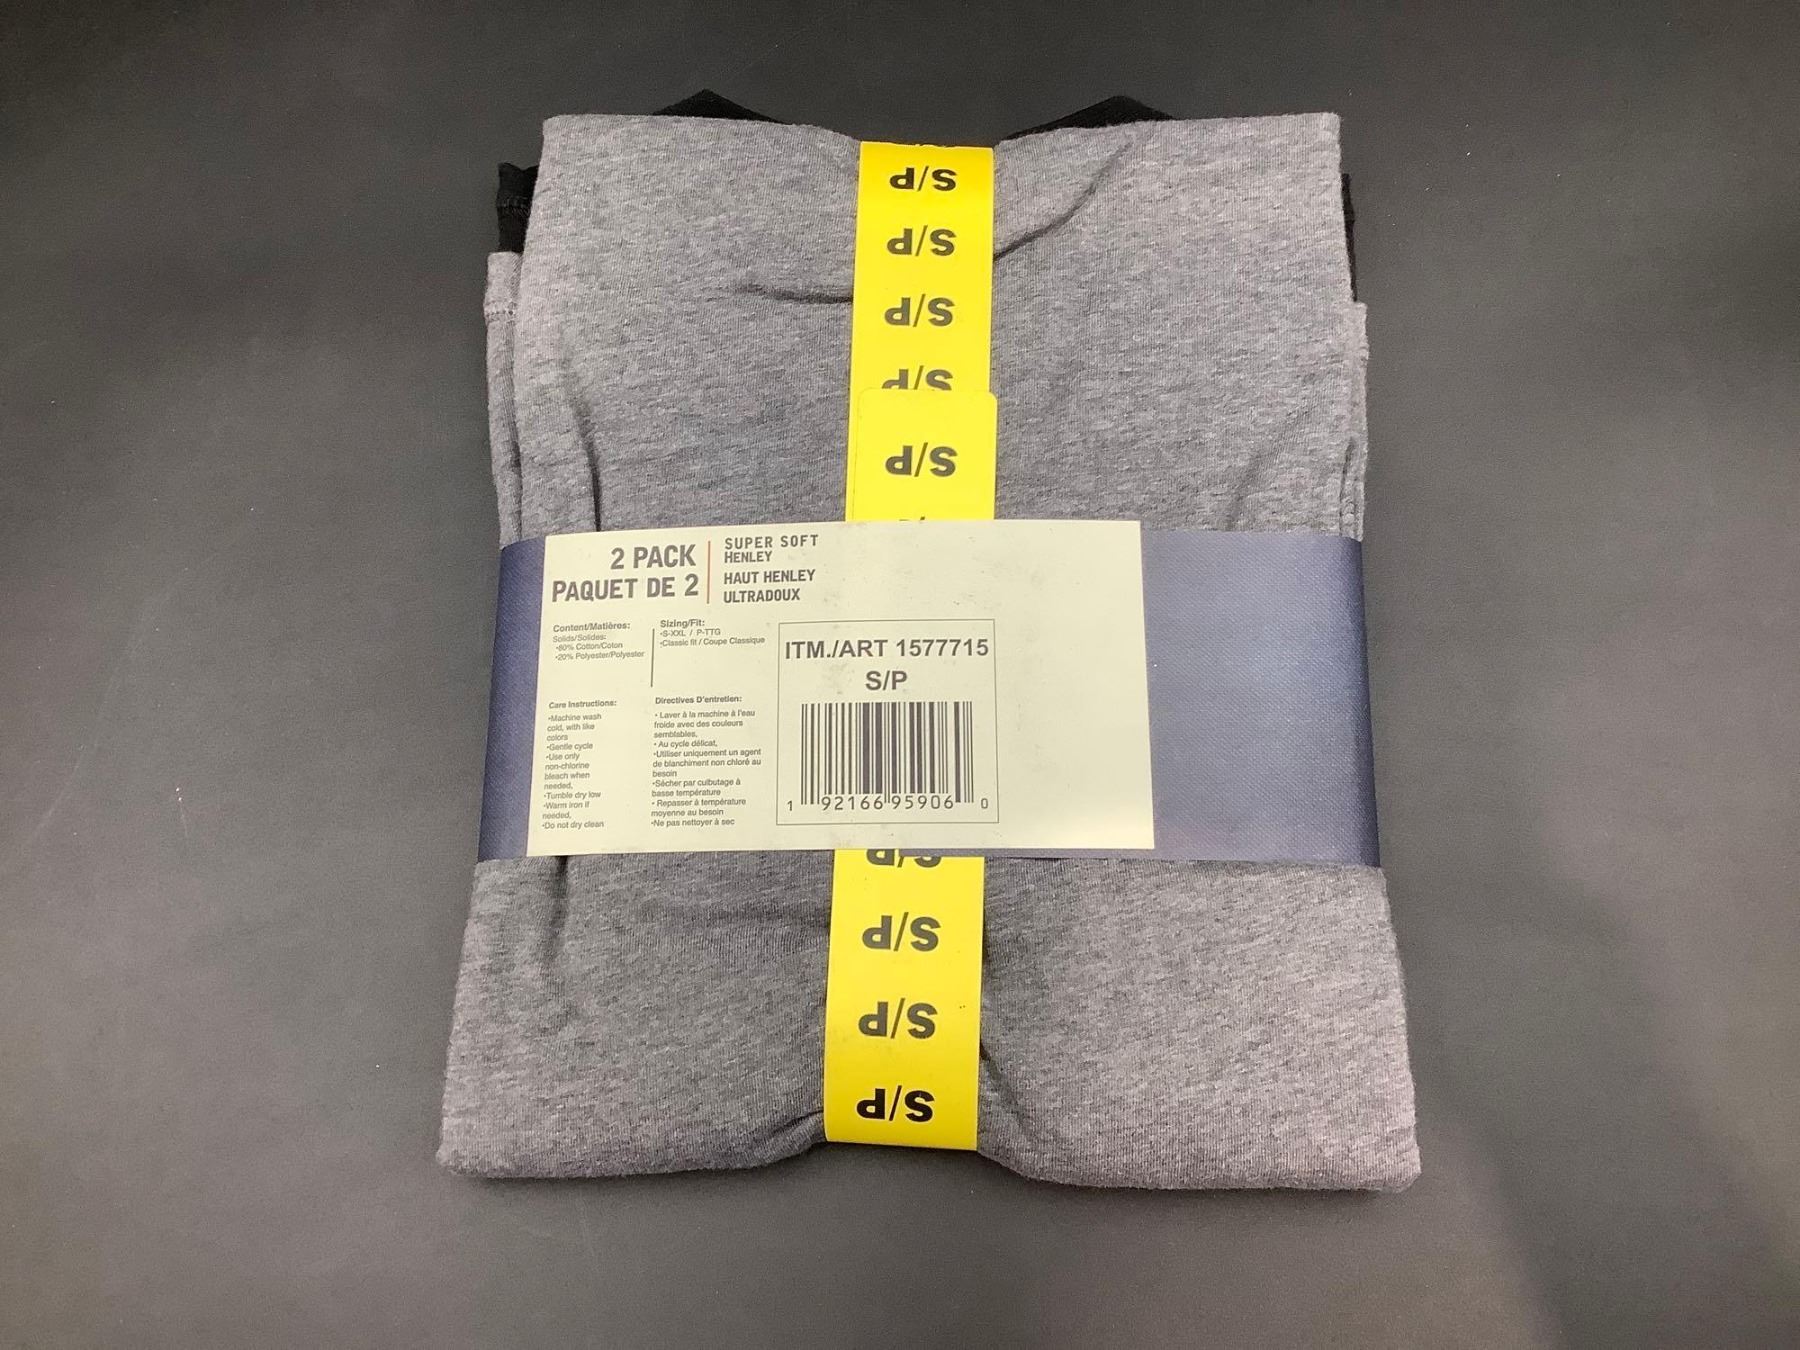 S/P
S/P
S/P
S/P
S/P
2 PACK
PAQUET DE 2
SUPER SOFT
HENLEY
HAUT HENLEY
ULTRADOUX
Content/Matières:
Solids/Solides:
•80% Cotton/Coton
•20% Polyester/Polyester
Sizing/Fit:
•S-XXL / P-TTG
•Classic fit / Coupe Classique
Care Instructions:
•Machine wash
cold, with like
colors
•Gentle cycle
•Use only
non-chlorine
bleach when
needed,
•Tumble dry low
•Warm iron if
needed,
•Do not dry clean
Directives D'entretien:
• Laver à la machine à l'eau
froide avec des couleurs
semblables,
• Au cycle délicat,
•Utiliser uniquement un agent
de blanchiment non chloré au
besoin
•Sécher par culbutage à
basse température
• Repasser à température
moyenne au besoin
•Ne pas nettoyer à sec
ITM./ART 1577715
S/P
1 92166 95906 0
S/P
S/P
S/P
S/P